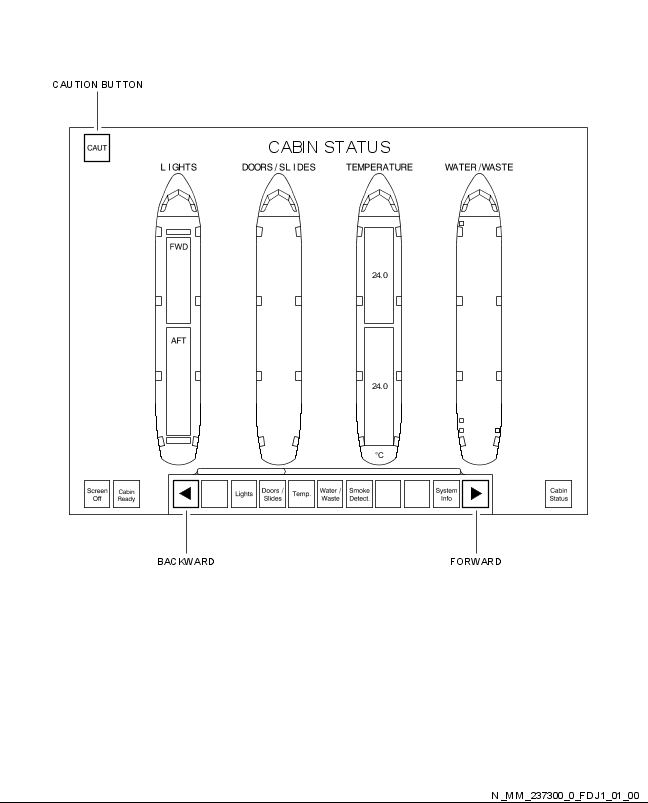 CAUTION BUTTON
CAUT
CABIN STATUS
LIGHTS
DOORS/SLIDES
TEMPERATURE
WATER/WASTE
FWD
24.0
AFT
24.0
°C
Screen
Off
Cabin
Ready
Lights
Doors /
Slides
Temp.
Water /
Waste
Smoke
Detect.
System
Info
Cabin
Status
BACKWARD
FORWARD
N_MM_237300_0_FDJ1_01_00